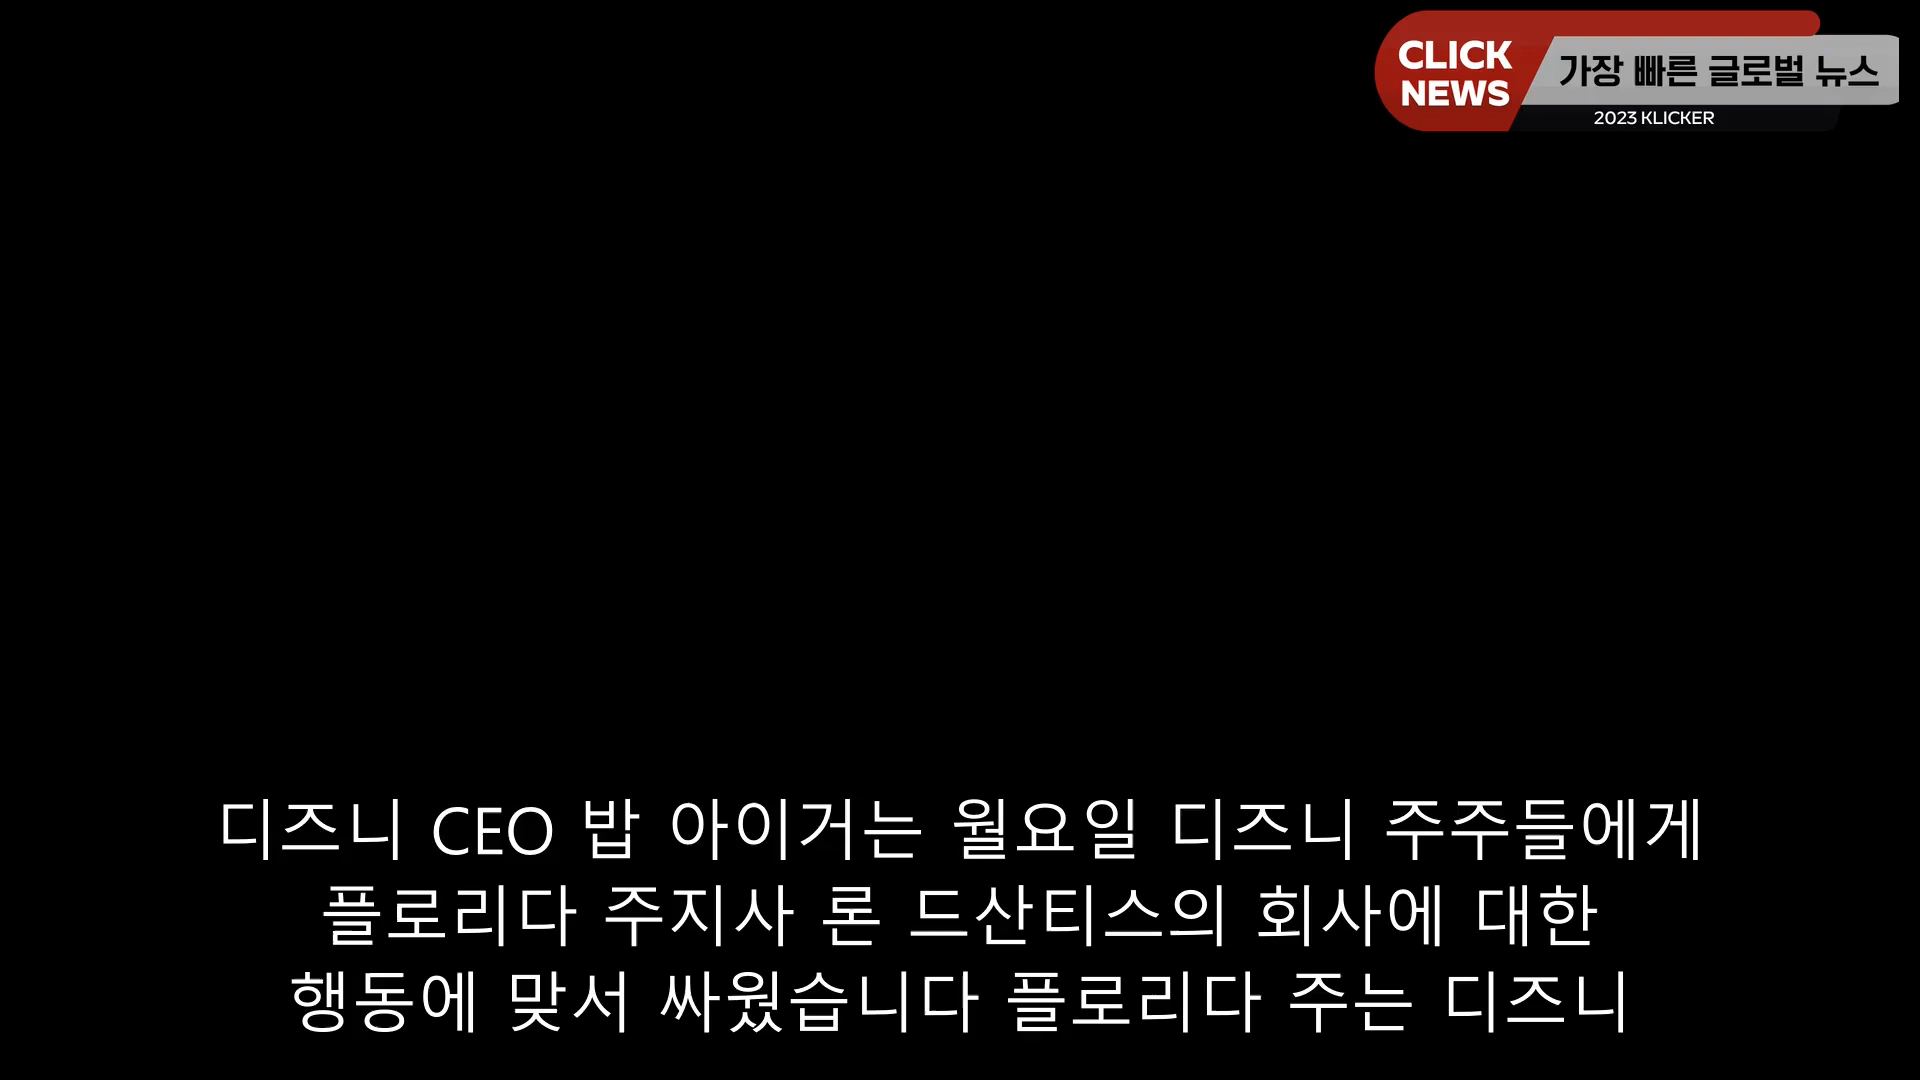 CLICK
NEWS
가장 빠른 글로벌 뉴스
2023 KLICKER
디즈니 CEO 밥 아이거는 월요일 디즈니 주주들에게
플로리다 주지사 론 드산티스의 회사에 대한
행동에 맞서 싸웠습니다 플로리다 주는 디즈니